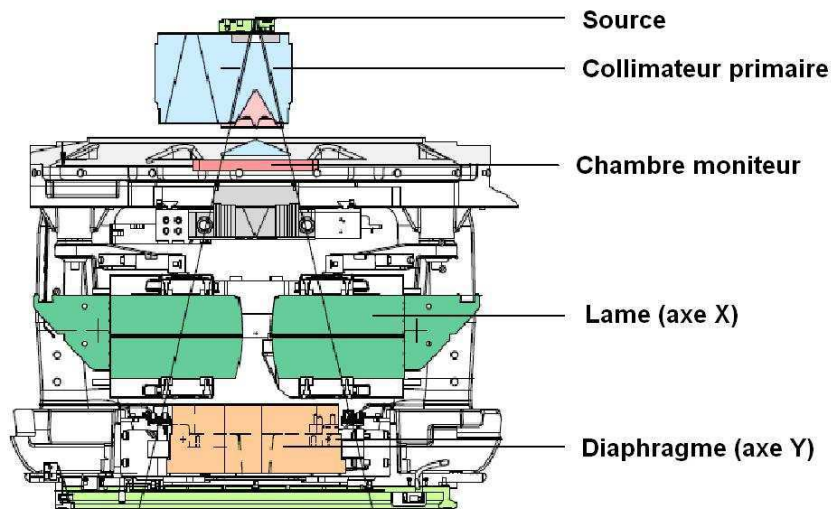 Source
Collimateur primaire
Chambre moniteur
Lame (axe X)
Diaphragme (axe Y)